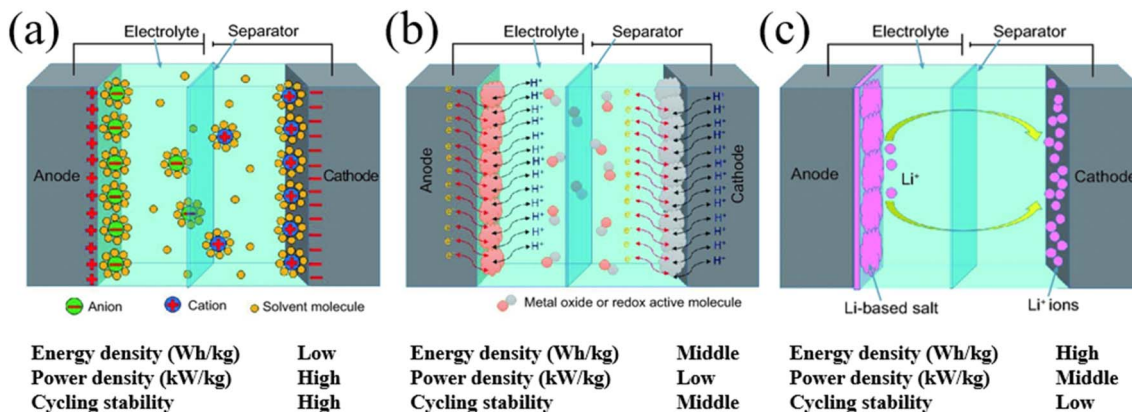 (a)
Electrolyte
Separator
+ + + + + + + + + + + +
− − − − − − − − − − − −
Anode
Cathode
Anion
Cation
Solvent molecule
Energy density (Wh/kg) Low
Power density (kW/kg) High
Cycling stability High
(b)
Electrolyte
Separator
Anode
Cathode
H⁺
H⁺
H⁺
H⁺
H⁺
H⁺
H⁺
H⁺
H⁺
H⁺
H⁺
H⁺
H⁺
H⁺
Metal oxide or redox active molecule
Energy density (Wh/kg) Middle
Power density (kW/kg) Low
Cycling stability Middle
(c)
Electrolyte
Separator
Anode
Cathode
Li⁺
Li-based salt
Li⁺ ions
Energy density (Wh/kg) High
Power density (kW/kg) Middle
Cycling stability Low